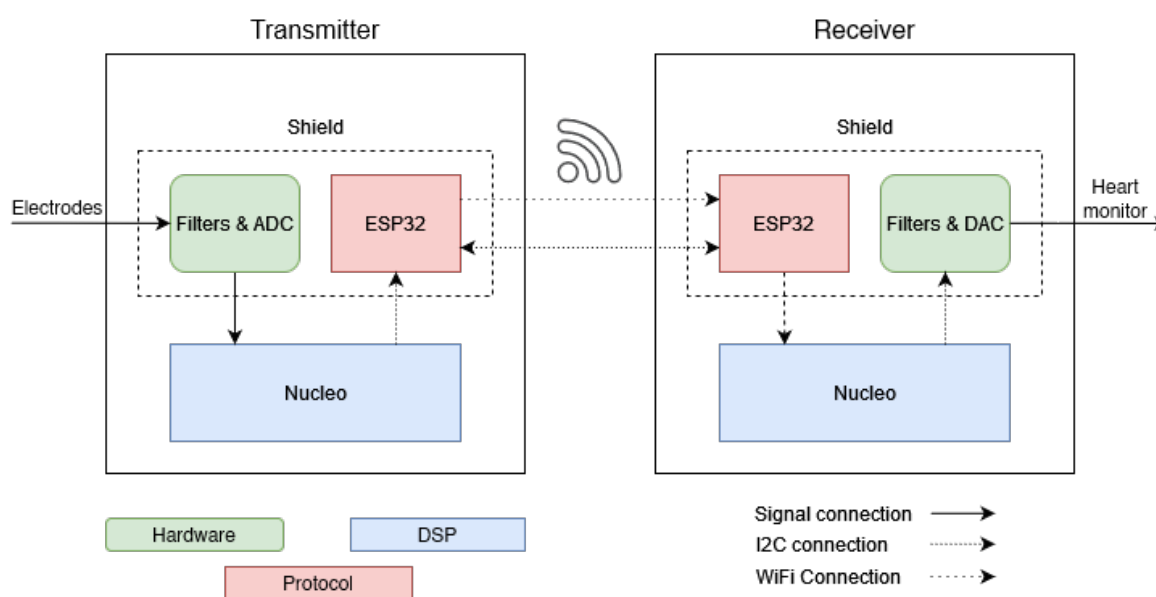 Transmitter
Receiver
Shield
Shield
Electrodes
Filters & ADC
ESP32
ESP32
Filters & DAC
Heart
monitor
Nucleo
Nucleo
Hardware
DSP
Protocol
Signal connection
I2C connection
WiFi Connection